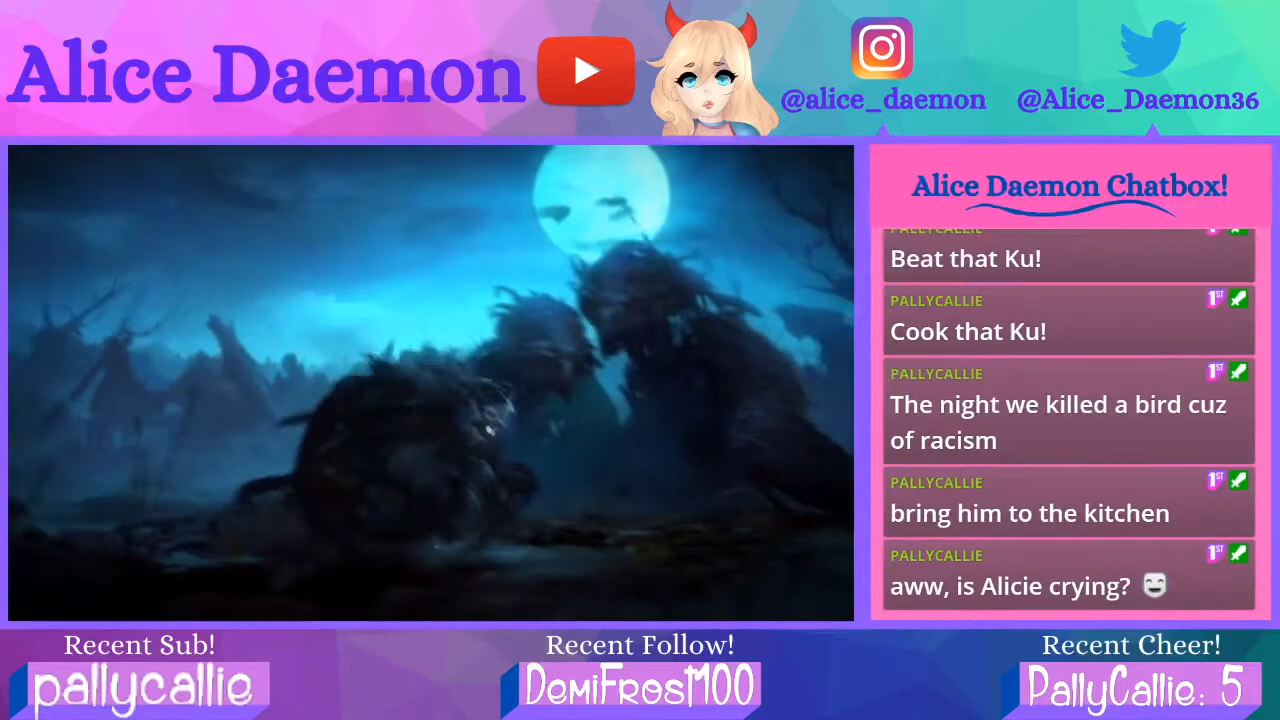 Alice Daemon
@alice_daemon
@Alice_Daemon36
Alice Daemon Chatbox!
PALLYCALLIE 1ST
Beat that Ku!
PALLYCALLIE 1ST
Cook that Ku!
PALLYCALLIE 1ST
The night we killed a bird cuz
of racism
PALLYCALLIE 1ST
bring him to the kitchen
PALLYCALLIE 1ST
aww, is Alicie crying?
Recent Sub!
pallycallie
Recent Follow!
DemiFrost100
Recent Cheer!
PallyCallie: 5